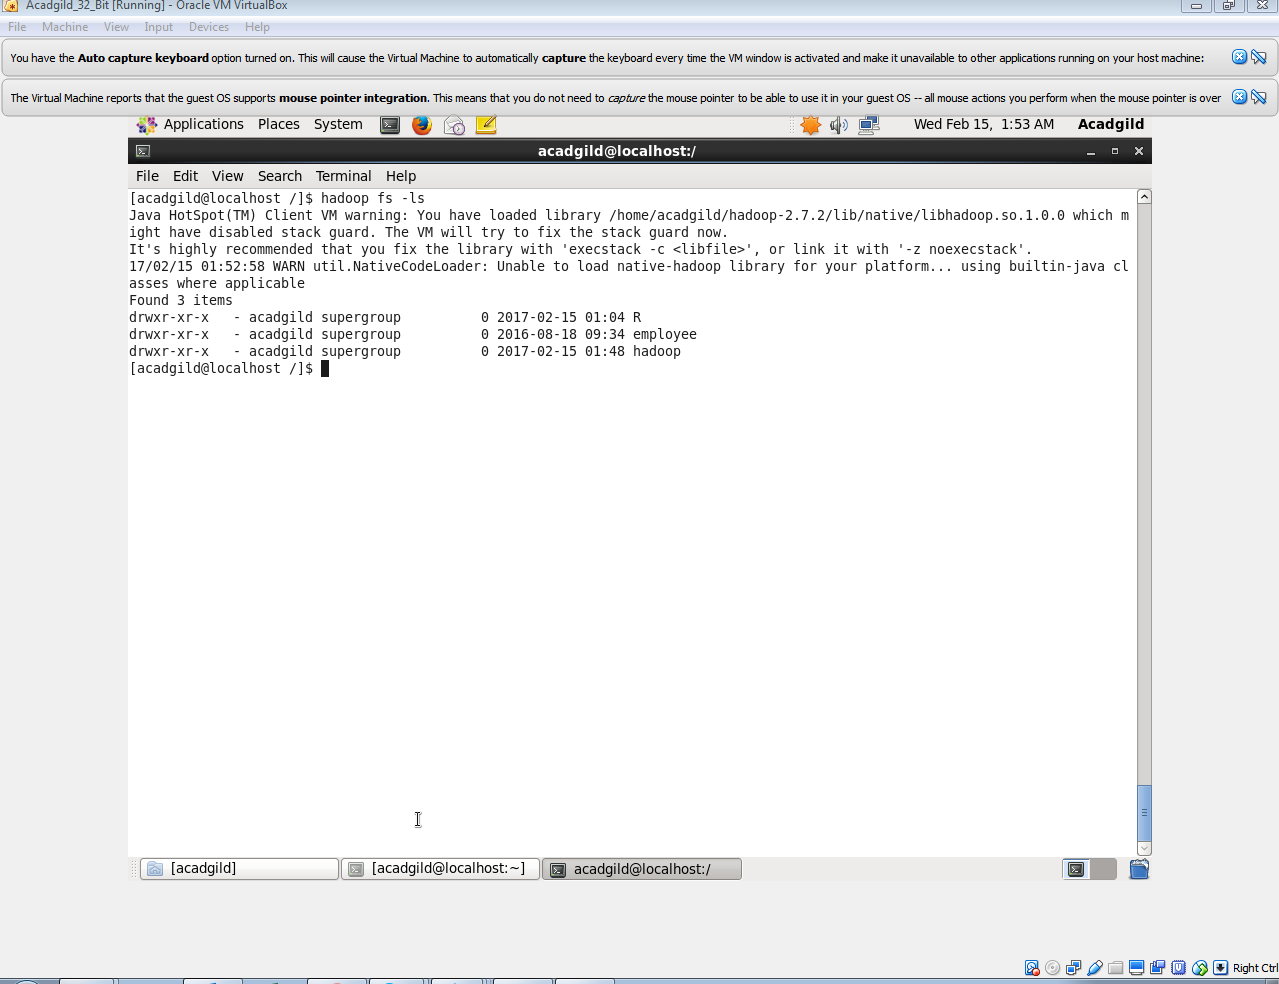 Acadgild_32_Bit [Running] - Oracle VM VirtualBox
File Machine View Input Devices Help
You have the Auto capture keyboard option turned on. This will cause the Virtual Machine to automatically capture the keyboard every time the VM window is activated and make it unavailable to other applications running on your host machine:
The Virtual Machine reports that the guest OS supports mouse pointer integration. This means that you do not need to capture the mouse pointer to be able to use it in your guest OS -- all mouse actions you perform when the mouse pointer is over
Applications Places System Wed Feb 15, 1:53 AM Acadgild
acadgild@localhost:/
File Edit View Search Terminal Help
[acadgild@localhost /]$ hadoop fs -ls
Java HotSpot(TM) Client VM warning: You have loaded library /home/acadgild/hadoop-2.7.2/lib/native/libhadoop.so.1.0.0 which m
ight have disabled stack guard. The VM will try to fix the stack guard now.
It's highly recommended that you fix the library with 'execstack -c <libfile>', or link it with '-z noexecstack'.
17/02/15 01:52:58 WARN util.NativeCodeLoader: Unable to load native-hadoop library for your platform... using builtin-java cl
asses where applicable
Found 3 items
drwxr-xr-x   - acadgild supergroup          0 2017-02-15 01:04 R
drwxr-xr-x   - acadgild supergroup          0 2016-08-18 09:34 employee
drwxr-xr-x   - acadgild supergroup          0 2017-02-15 01:48 hadoop
[acadgild@localhost /]$
[acadgild] [acadgild@localhost:~] acadgild@localhost:/
Right Ctrl